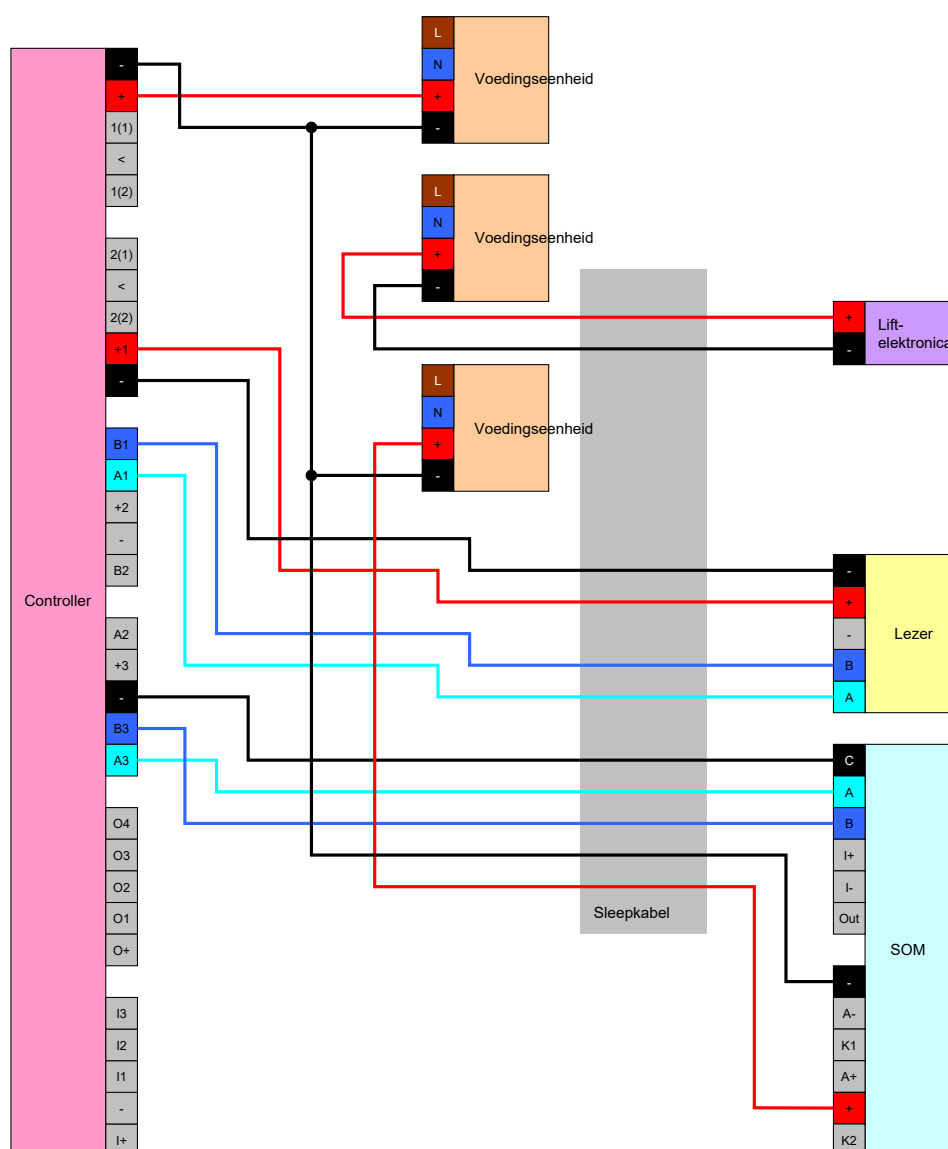 Controller
-
+
1(1)
<
1(2)
2(1)
<
2(2)
+1
-
B1
A1
+2
-
B2
A2
+3
-
B3
A3
O4
O3
O2
O1
O+
I3
I2
I1
-
I+
L
N
+
-
Voedingseenheid
L
N
+
-
Voedingseenheid
L
N
+
-
Voedingseenheid
Sleepkabel
+
-
Lift-
elektronica
-
+
-
B
A
Lezer
C
A
B
I+
I-
Out
-
A-
K1
A+
+
K2
SOM